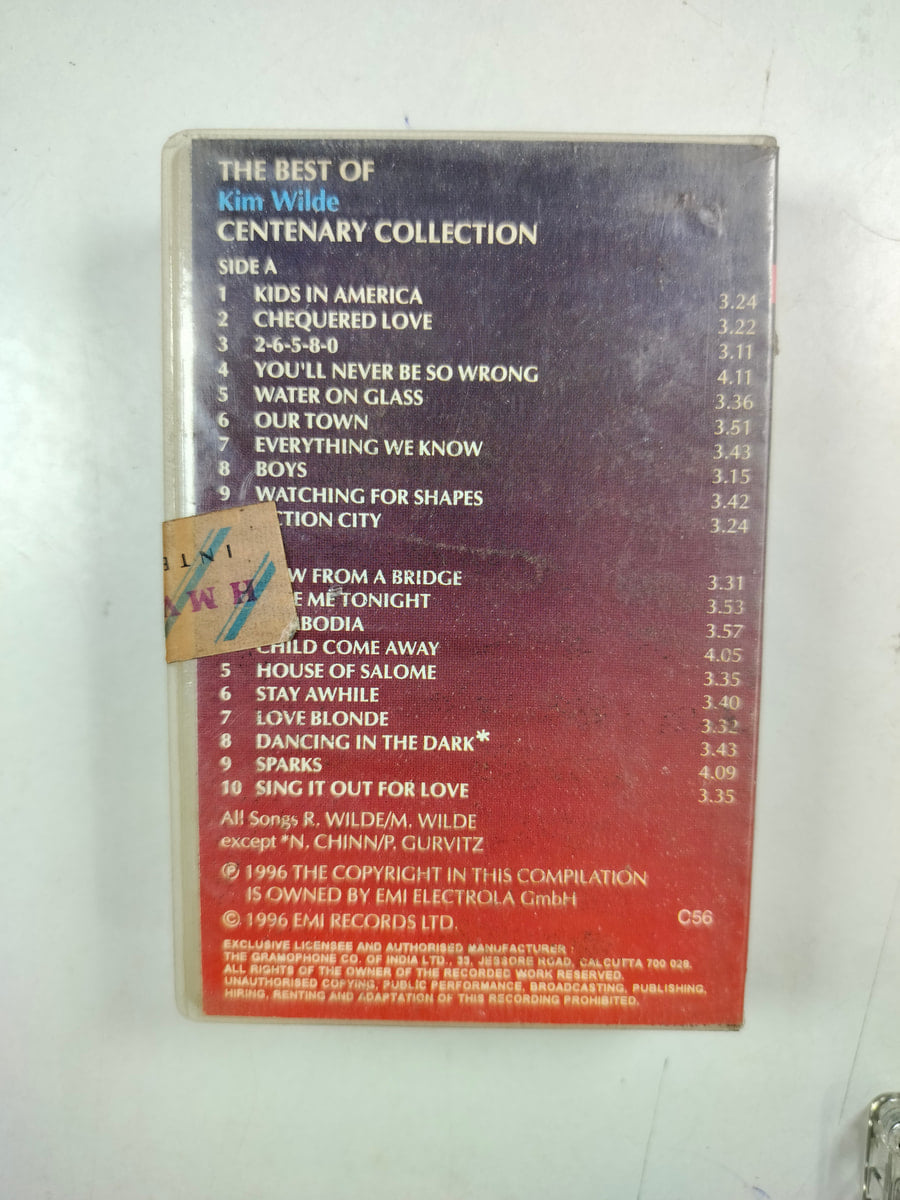 THE BEST OF
Kim Wilde
CENTENARY COLLECTION
SIDE A
1 KIDS IN AMERICA 3.24
2 CHEQUERED LOVE 3.22
3 2-6-5-8-0 3.11
4 YOU'LL NEVER BE SO WRONG 4.11
5 WATER ON GLASS 3.36
6 OUR TOWN 3.51
7 EVERYTHING WE KNOW 3.43
8 BOYS 3.15
9 WATCHING FOR SHAPES 3.42
CTION CITY 3.24
W FROM A BRIDGE 3.31
E ME TONIGHT 3.53
BODIA 3.57
CHILD COME AWAY 4.05
5 HOUSE OF SALOME 3.35
6 STAY AWHILE 3.40
7 LOVE BLONDE 3.32
8 DANCING IN THE DARK* 3.43
9 SPARKS 4.09
10 SING IT OUT FOR LOVE 3.35
INTE
HMV
All Songs R. WILDE/M. WILDE
except *N. CHINN/P. GURVITZ
℗ 1996 THE COPYRIGHT IN THIS COMPILATION
IS OWNED BY EMI ELECTROLA GmbH
© 1996 EMI RECORDS LTD. C56
EXCLUSIVE LICENSEE AND AUTHORISED MANUFACTURER :
THE GRAMOPHONE CO. OF INDIA LTD., 33, JESSORE ROAD, CALCUTTA 700 028.
ALL RIGHTS OF THE OWNER OF THE RECORDED WORK RESERVED.
UNAUTHORISED COPYING, PUBLIC PERFORMANCE, BROADCASTING, PUBLISHING,
HIRING, RENTING AND ADAPTATION OF THIS RECORDING PROHIBITED.